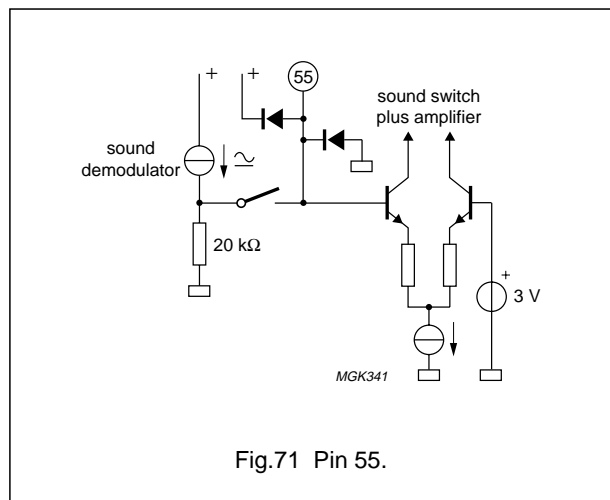 +
+
55
sound switch
plus amplifier
sound
demodulator
20 kΩ
+
3 V
MGK341
Fig.71 Pin 55.